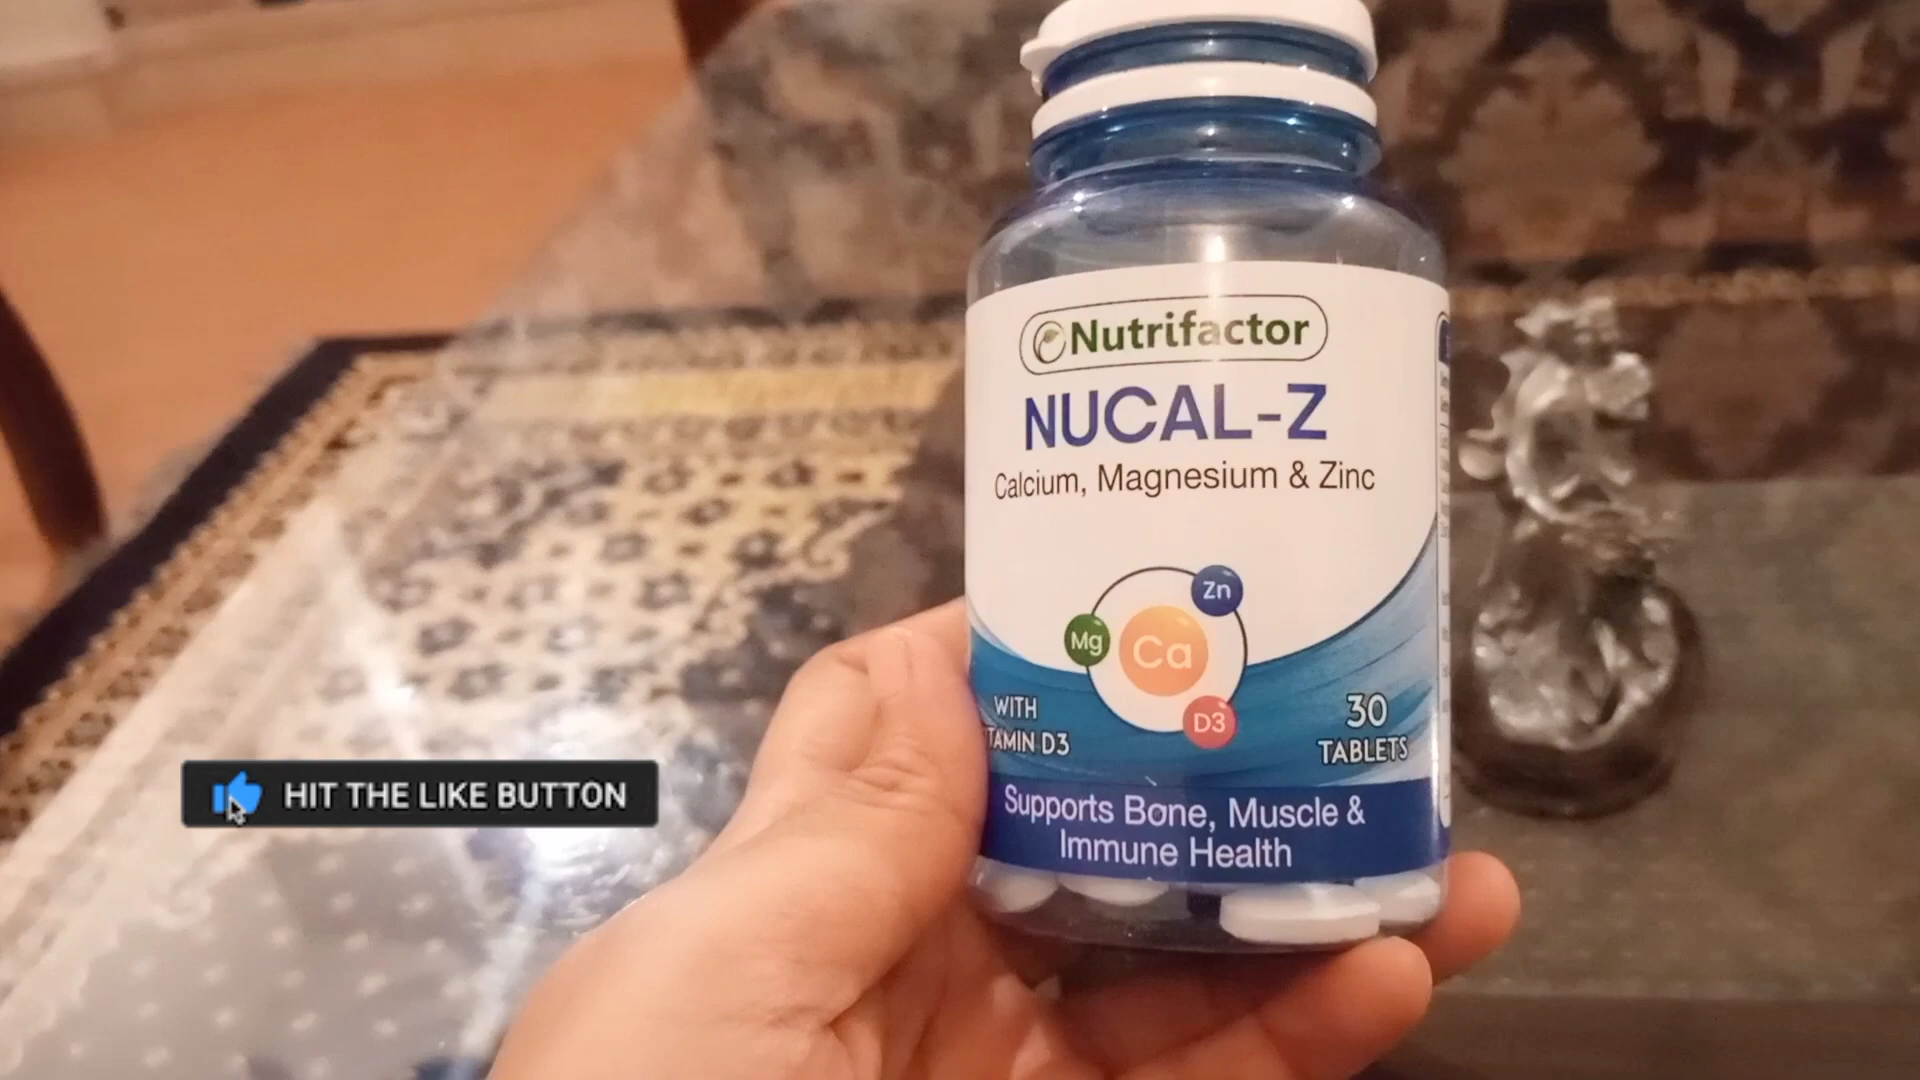 Nutrifactor
NUCAL-Z
Calcium, Magnesium & Zinc
Zn
Mg
Ca
D3
WITH
TAMIN D3
30
TABLETS
Supports Bone, Muscle &
Immune Health
HIT THE LIKE BUTTON